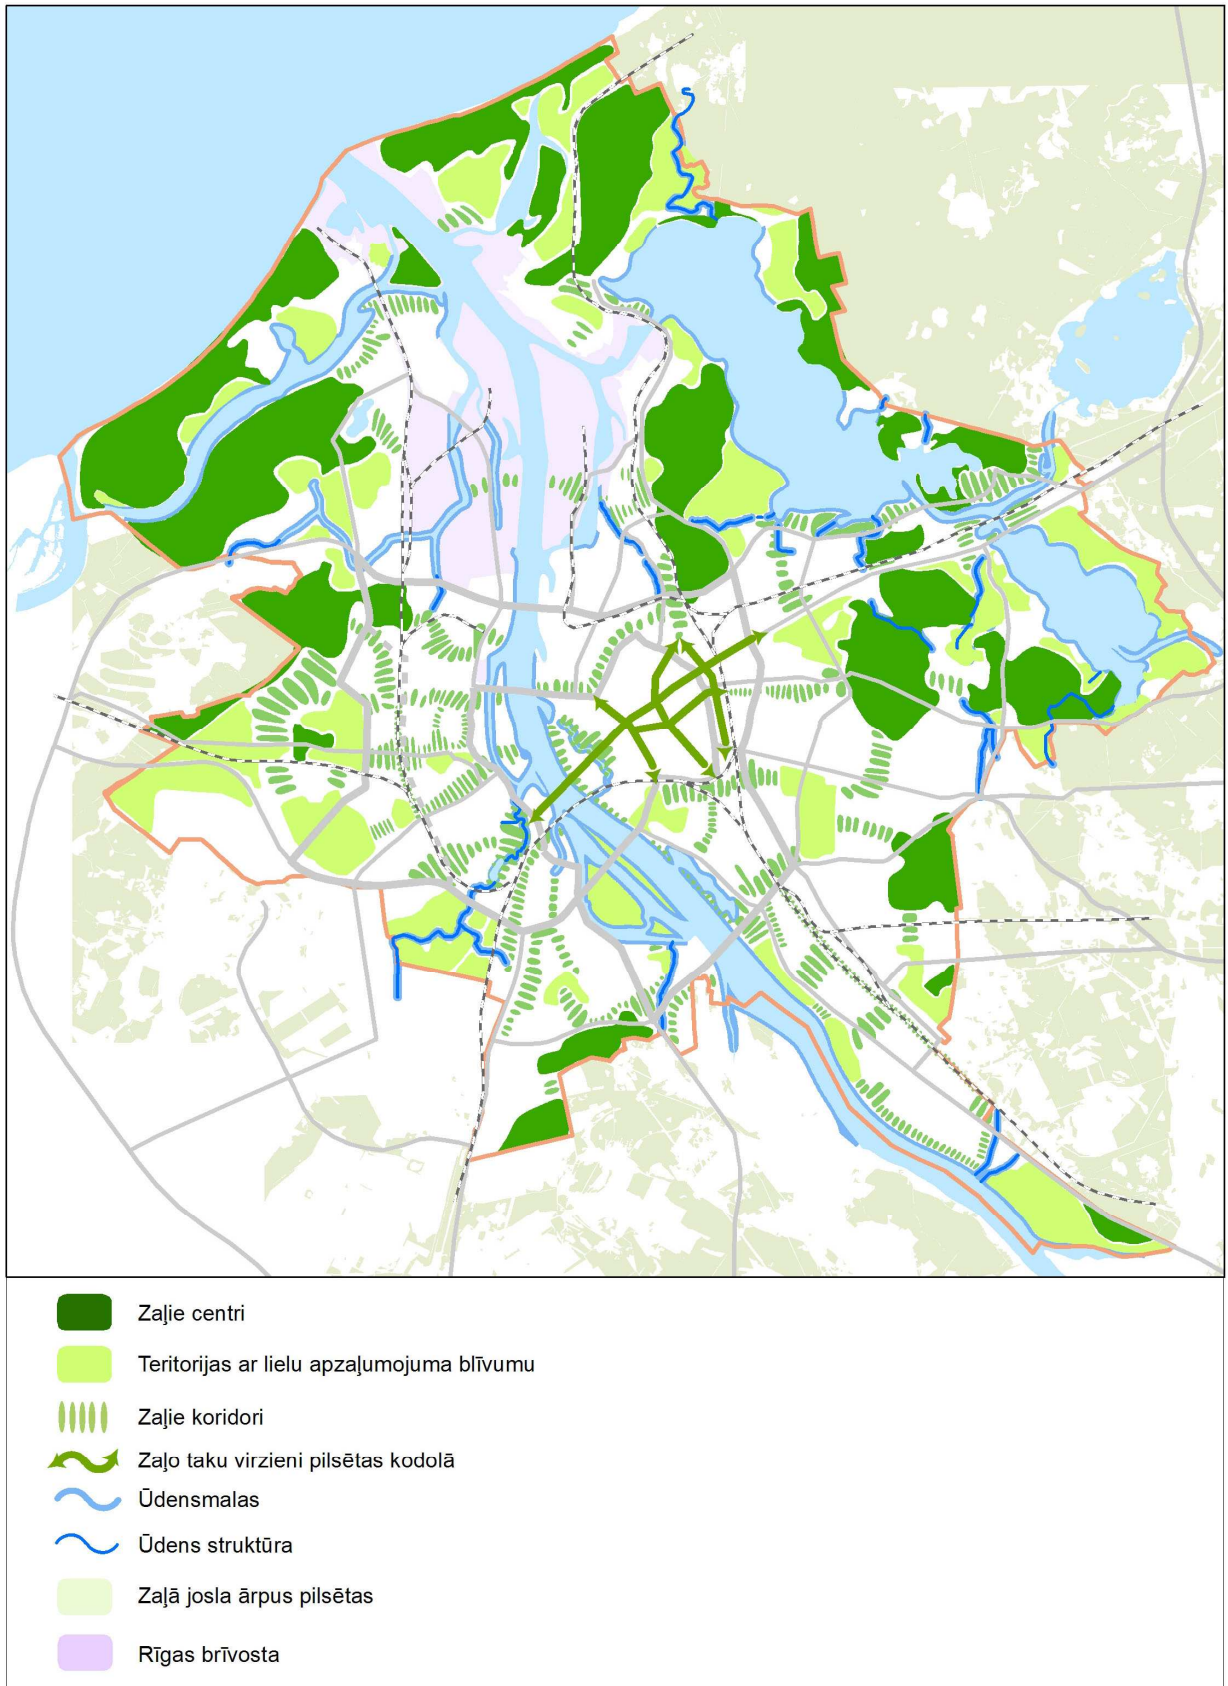 Zaļie centri
Teritorijas ar lielu apzaļumojuma blīvumu
Zaļie koridori
Zaļo taku virzieni pilsētas kodolā
Ūdensmalas
Ūdens struktūra
Zaļā josla ārpus pilsētas
Rīgas brīvosta